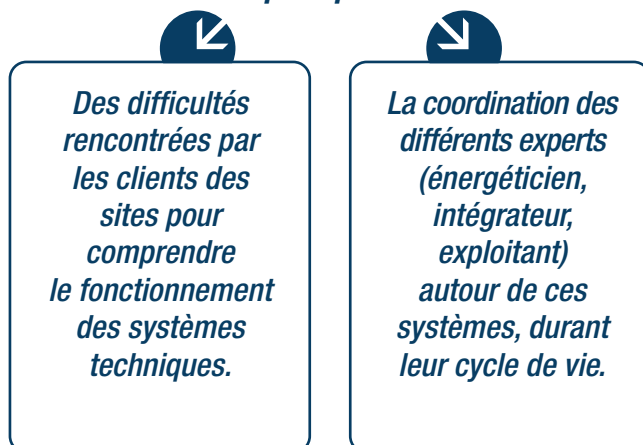 Des difficultés
rencontrées par
les clients des
sites pour
comprendre
le fonctionnement
des systèmes
techniques.
La coordination des
différents experts
(énergéticien,
intégrateur,
exploitant)
autour de ces
systèmes, durant
leur cycle de vie.